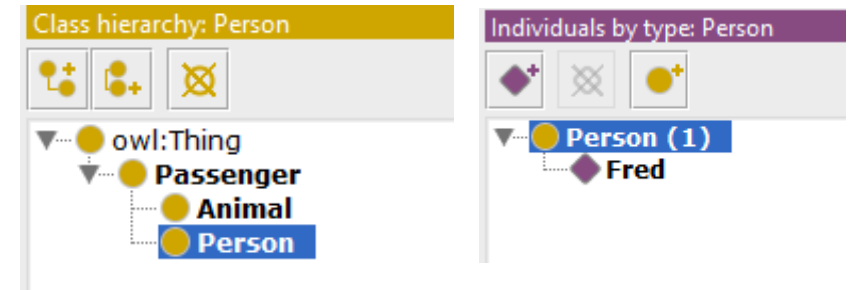 Class hierarchy: Person
owl:Thing
Passenger
Animal
Person
Individuals by type: Person
Person (1)
Fred